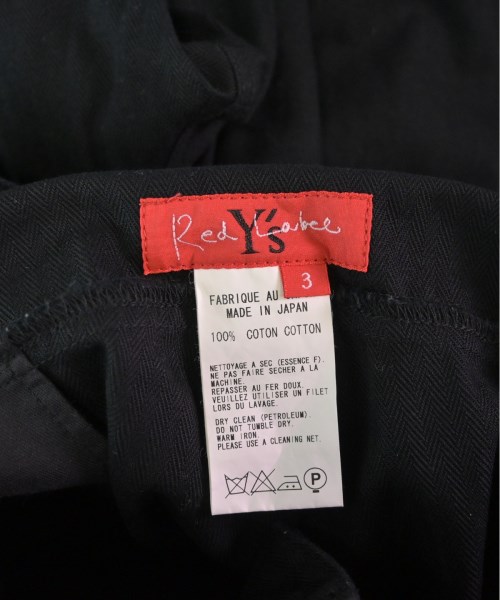 Red Label
Y's
3
FABRIQUE AU
MADE IN JAPAN
100% COTON COTTON
NETTOYAGE A SEC (ESSENCE F).
NE PAS FAIRE SECHER A LA
MACHINE.
REPASSER AU FER DOUX.
VEUILLEZ UTILISER UN FILET
LORS DU LAVAGE.
DRY CLEAN (PETROLEUM).
DO NOT TUMBLE DRY.
WARM IRON.
PLEASE USE A CLEANING NET.
P